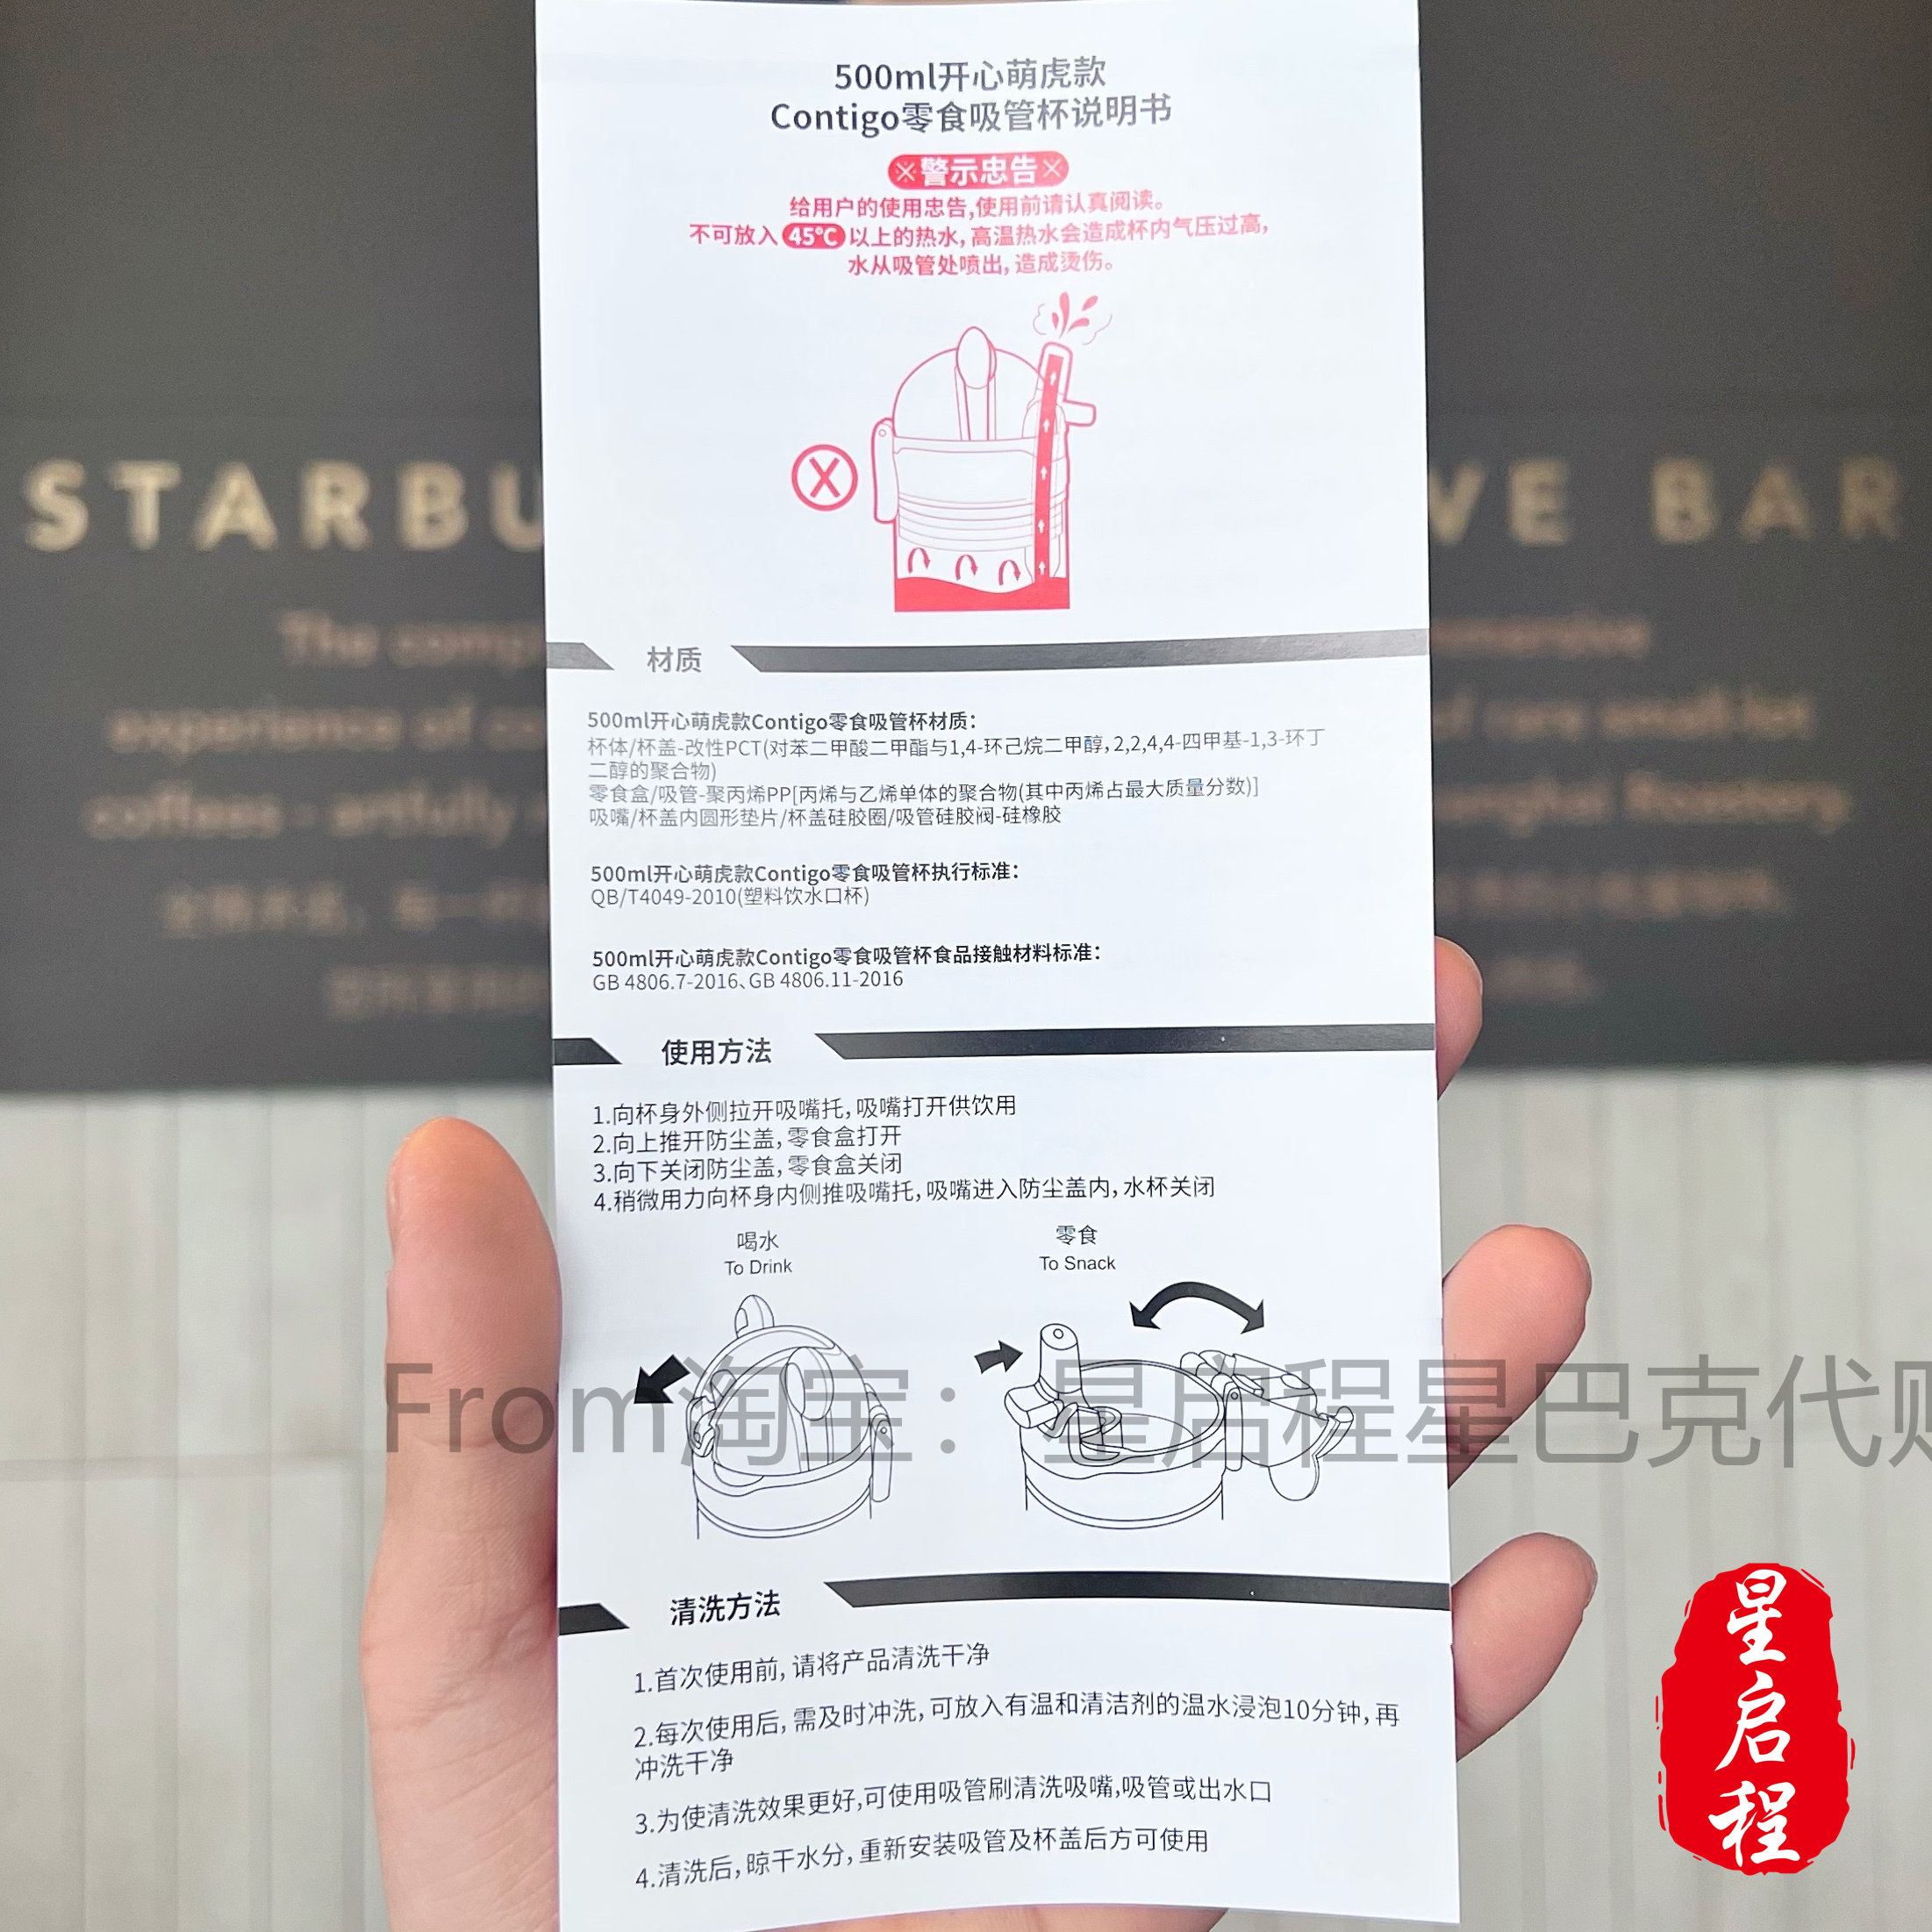 500ml开心萌虎款
Contigo零食吸管杯说明书
※警示忠告※
给用户的使用忠告,使用前请认真阅读。
不可放入 45°C 以上的热水,高温热水会造成杯内气压过高,
水从吸管处喷出,造成烫伤。
X
STARBU
VE BAR
The comp
mmersive
experience of co
of rare small-lot
coffees - artfully
Roastery
材质
500ml开心萌虎款Contigo零食吸管杯材质：
杯体/杯盖-改性PCT(对苯二甲酸二甲酯与1,4-环己烷二甲醇,2,2,4,4-四甲基-1,3-环丁
二醇的聚合物)
零食盒/吸管-聚丙烯PP[丙烯与乙烯单体的聚合物(其中丙烯占最大质量分数)]
吸嘴/杯盖内圆形垫片/杯盖硅胶圈/吸管硅胶阀-硅橡胶
500ml开心萌虎款Contigo零食吸管杯执行标准：
QB/T4049-2010(塑料饮水口杯)
500ml开心萌虎款Contigo零食吸管杯食品接触材料标准：
GB 4806.7-2016、GB 4806.11-2016
使用方法
1.向杯身外侧拉开吸嘴托,吸嘴打开供饮用
2.向上推开防尘盖,零食盒打开
3.向下关闭防尘盖,零食盒关闭
4.稍微用力向杯身内侧推吸嘴托,吸嘴进入防尘盖内,水杯关闭
喝水
To Drink
零食
To Snack
From淘宝：星启程星巴克代购
清洗方法
1.首次使用前,请将产品清洗干净
2.每次使用后,需及时冲洗,可放入有温和清洁剂的温水浸泡10分钟,再
冲洗干净
3.为使清洗效果更好,可使用吸管刷清洗吸嘴,吸管或出水口
4.清洗后,晾干水分,重新安装吸管及杯盖后方可使用
星启程